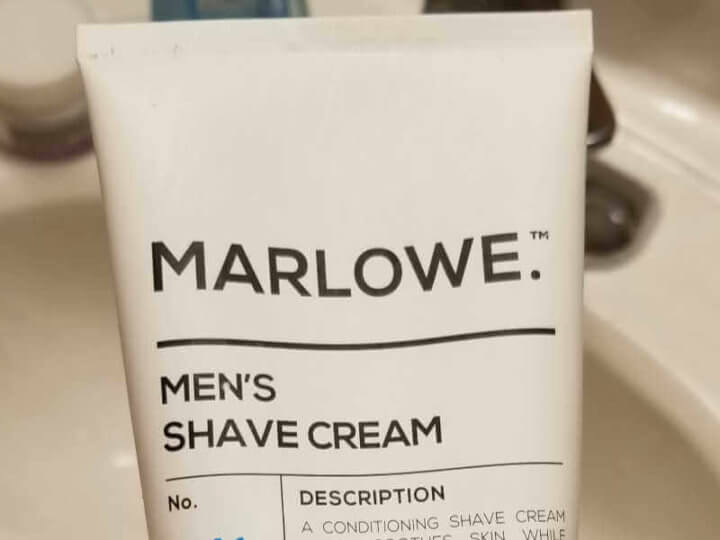 MARLOWE.™
MEN'S
SHAVE CREAM
No.
DESCRIPTION
A CONDITIONING SHAVE CREAM
SKIN WHILE